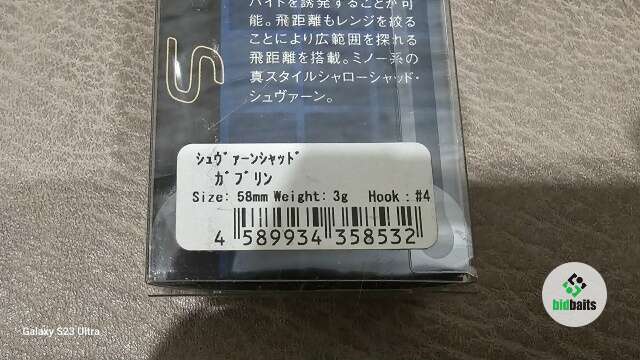 バイトを誘発することが可
能。飛距離もレンジを絞る
ことにより広範囲を探れる
飛距離を搭載。ミノー系の
真スタイルシャローシャッド・
シュヴァーン。
S
ｼｭｳﾞｧｰﾝｼｬｯﾄﾞ
ｶﾞﾌﾞﾘﾝ
Size: 58mm Weight: 3g Hook : #4
4 589934 358532
bidbaits
Galaxy S23 Ultra